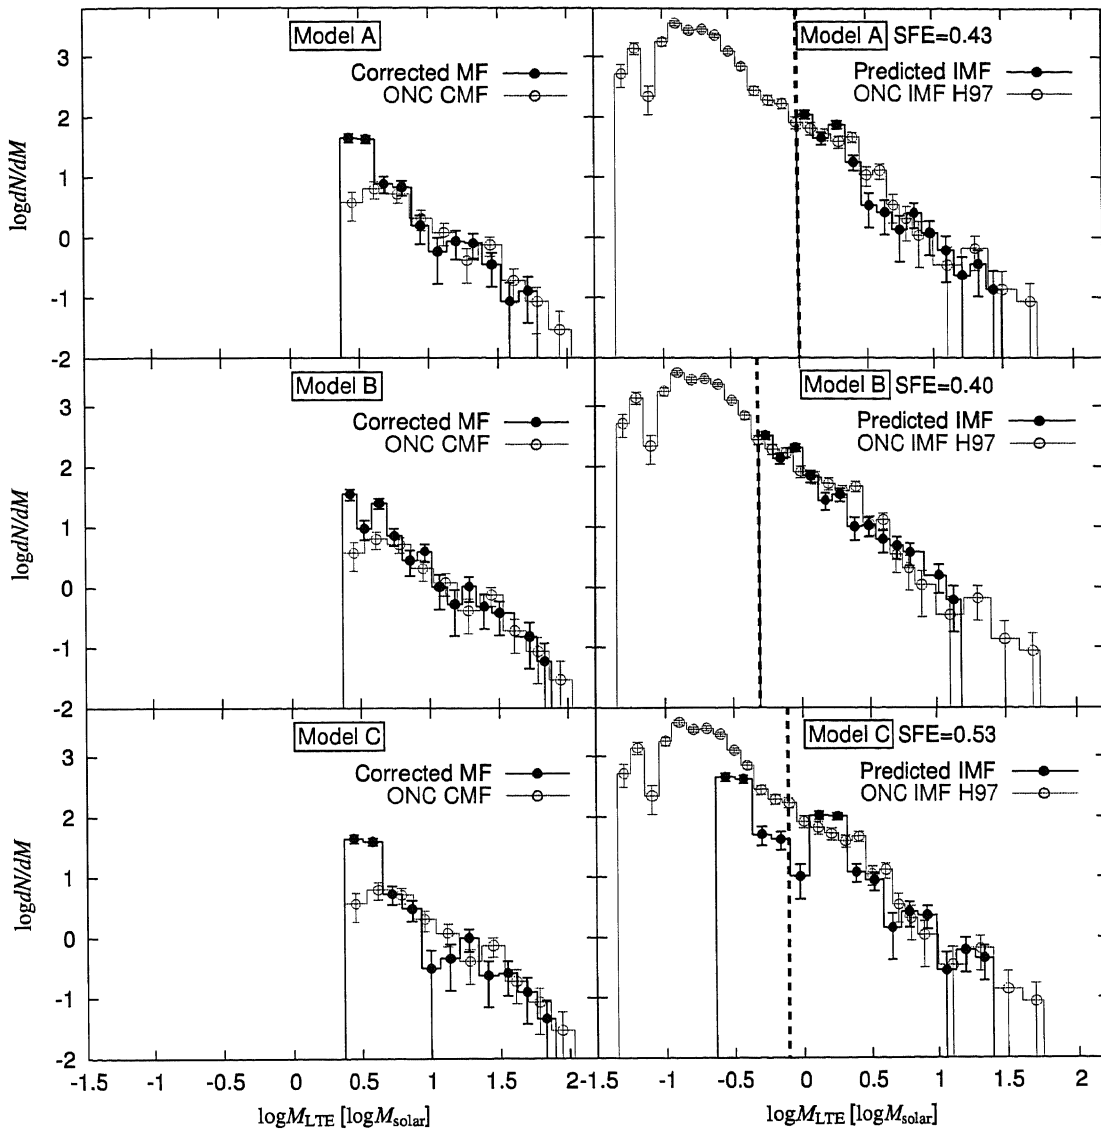 Model A
Corrected MF
ONC CMF
Model A SFE=0.43
Predicted IMF
ONC IMF H97
3
2
1
0
-1
-2
logdN/dM
Model B
Corrected MF
ONC CMF
Model B SFE=0.40
Predicted IMF
ONC IMF H97
3
2
1
0
-1
-2
logdN/dM
Model C
Corrected MF
ONC CMF
Model C SFE=0.53
Predicted IMF
ONC IMF H97
3
2
1
0
-1
-2
logdN/dM
-1.5 -1 -0.5 0 0.5 1 1.5 2 -1.5 -1 -0.5 0 0.5 1 1.5 2
logM_LTE [logM_solar]
logM_LTE [logM_solar]